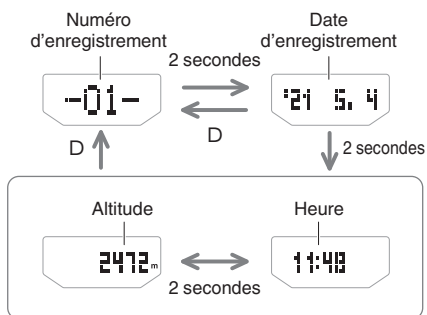 Numéro
d'enregistrement
Date
d'enregistrement
2 secondes
-01-
'21 5. 4
D
D
2 secondes
Altitude
Heure
2472m
11:48
2 secondes